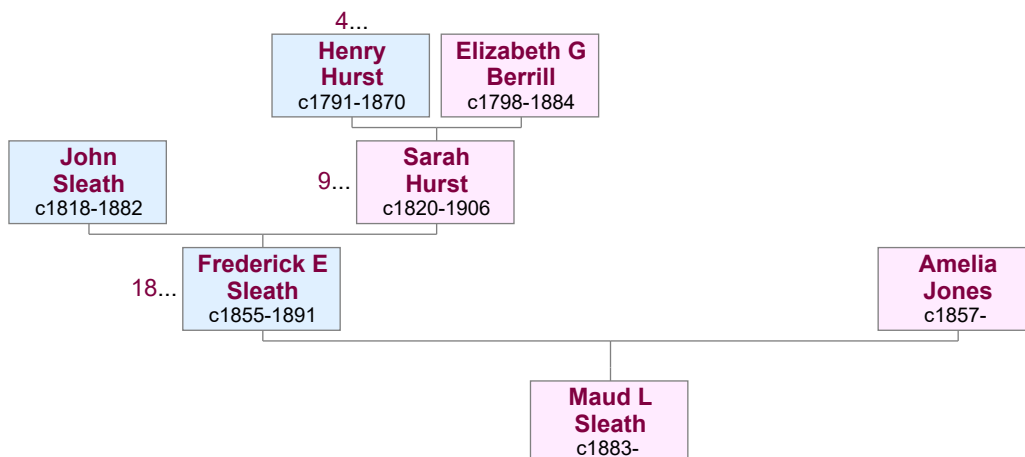 4...
Henry
Hurst
c1791-1870
Elizabeth G
Berrill
c1798-1884
John
Sleath
c1818-1882
9...
Sarah
Hurst
c1820-1906
18...
Frederick E
Sleath
c1855-1891
Amelia
Jones
c1857-
Maud L
Sleath
c1883-